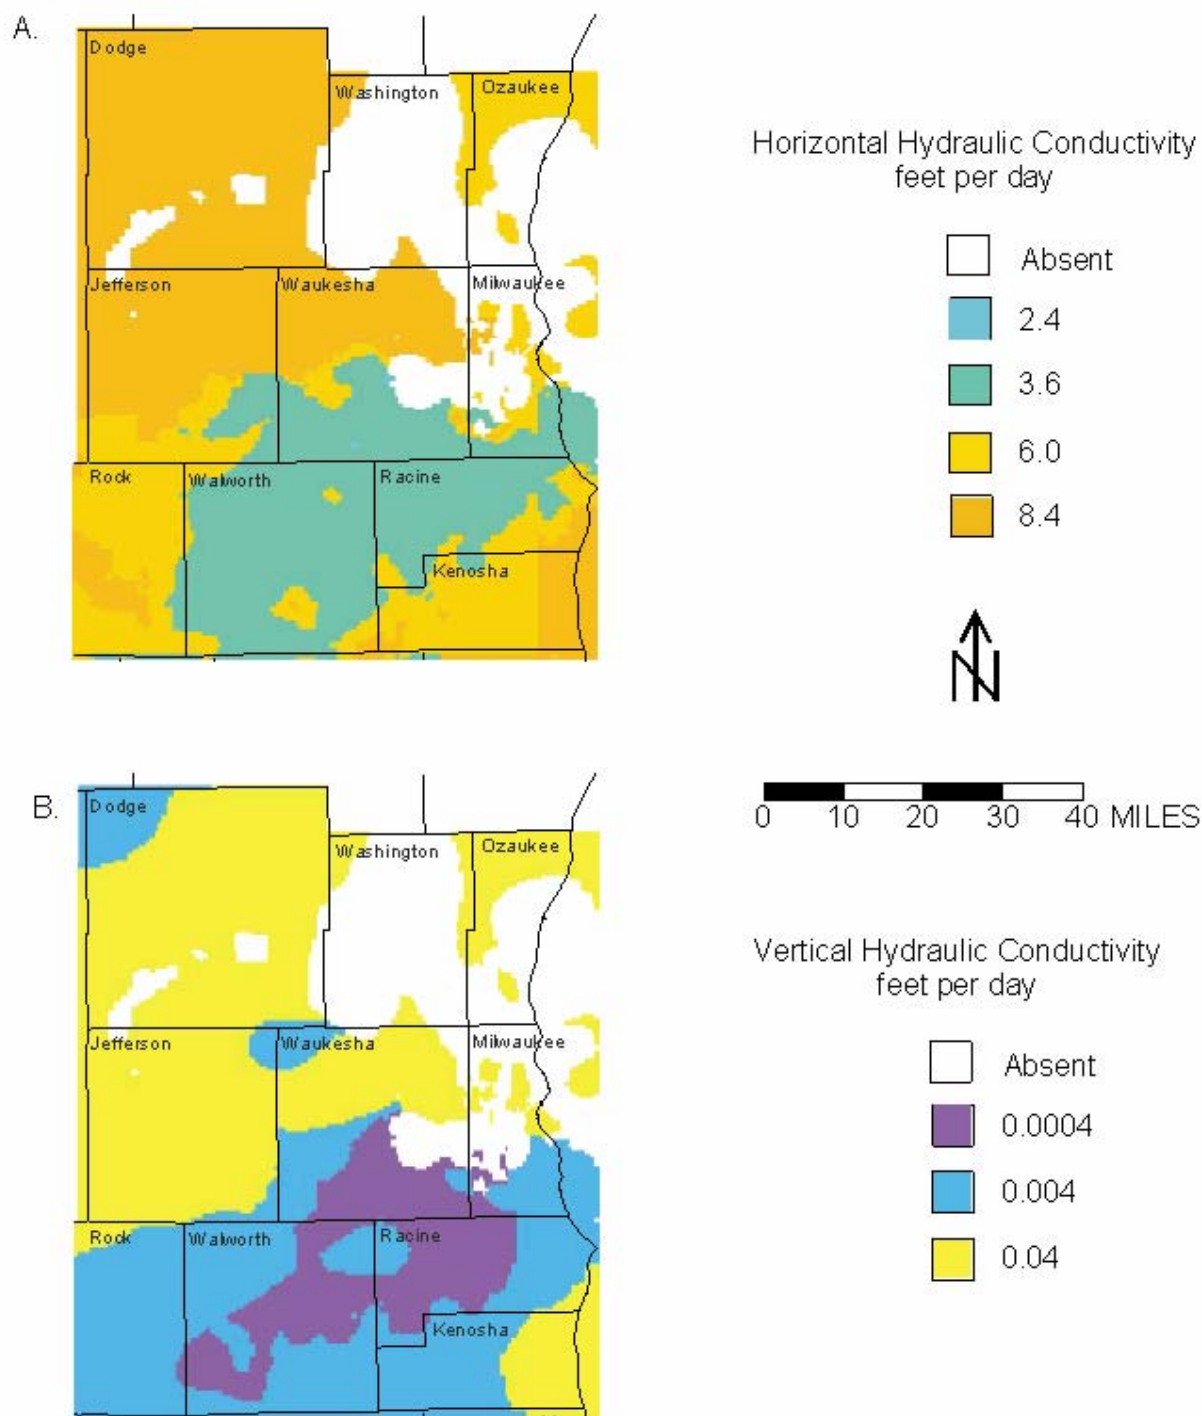 A.
Dodge
Washington
Ozaukee
Jefferson
Waukesha
Milwaukee
Rock
Walworth
Racine
Kenosha
Horizontal Hydraulic Conductivity
feet per day
Absent
2.4
3.6
6.0
8.4
N
0 10 20 30 40 MILES
B.
Dodge
Washington
Ozaukee
Jefferson
Waukesha
Milwaukee
Rock
Walworth
Racine
Kenosha
Vertical Hydraulic Conductivity
feet per day
Absent
0.0004
0.004
0.04